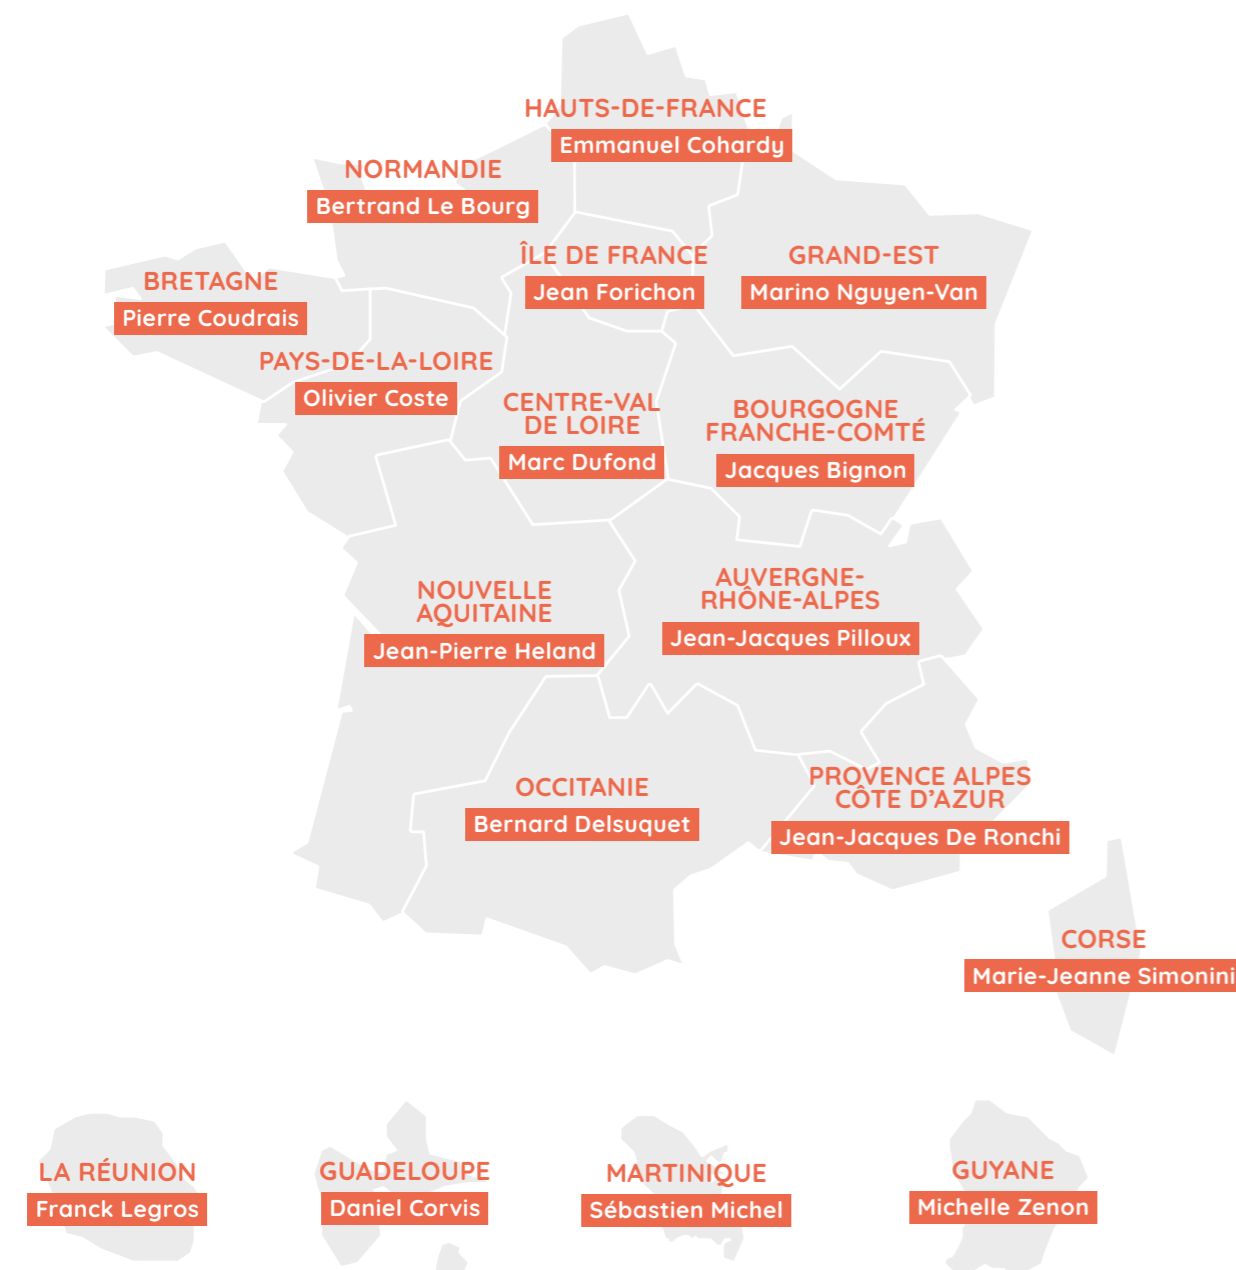 HAUTS-DE-FRANCE
Emmanuel Cohardy
NORMANDIE
Bertrand Le Bourg
ÎLE DE FRANCE
Jean Forichon
GRAND-EST
Marino Nguyen-Van
BRETAGNE
Pierre Coudrais
PAYS-DE-LA-LOIRE
Olivier Coste
CENTRE-VAL
DE LOIRE
Marc Dufond
BOURGOGNE
FRANCHE-COMTÉ
Jacques Bignon
NOUVELLE
AQUITAINE
Jean-Pierre Heland
AUVERGNE-
RHÔNE-ALPES
Jean-Jacques Pilloux
OCCITANIE
Bernard Delsuquet
PROVENCE ALPES
CÔTE D'AZUR
Jean-Jacques De Ronchi
CORSE
Marie-Jeanne Simonini
LA RÉUNION
Franck Legros
GUADELOUPE
Daniel Corvis
MARTINIQUE
Sébastien Michel
GUYANE
Michelle Zenon